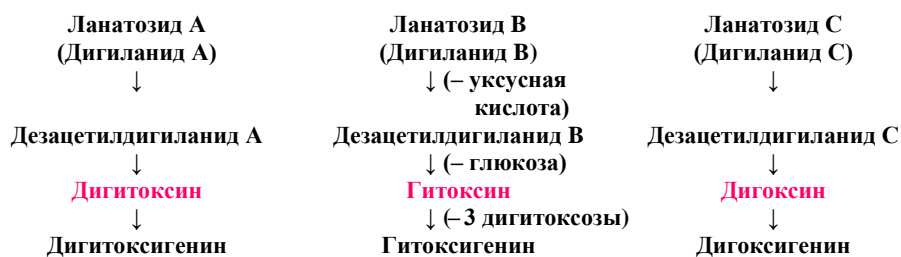 Ланатозид А Ланатозид В Ланатозид С
(Дигиланид А) (Дигиланид В) (Дигиланид С)
↓ ↓ (– уксусная ↓
кислота)
Дезацетилдигиланид А Дезацетилдигиланид В Дезацетилдигиланид С
↓ ↓ (– глюкоза) ↓
Дигитоксин Гитоксин Дигоксин
↓ ↓ (– 3 дигитоксозы) ↓
Дигитоксигенин Гитоксигенин Дигоксигенин